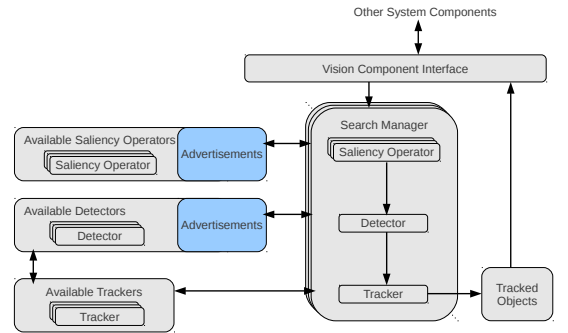 Other System Components
Vision Component Interface
Search Manager
Available Saliency Operators
Saliency Operator
Advertisements
Saliency Operator
Available Detectors
Detector
Advertisements
Detector
Available Trackers
Tracker
Tracker
Tracked
Objects